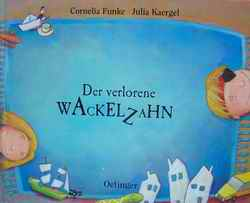 Cornelia Funke Julia Kaergel
Der verlorene
WACKELZAHN
Oetinger